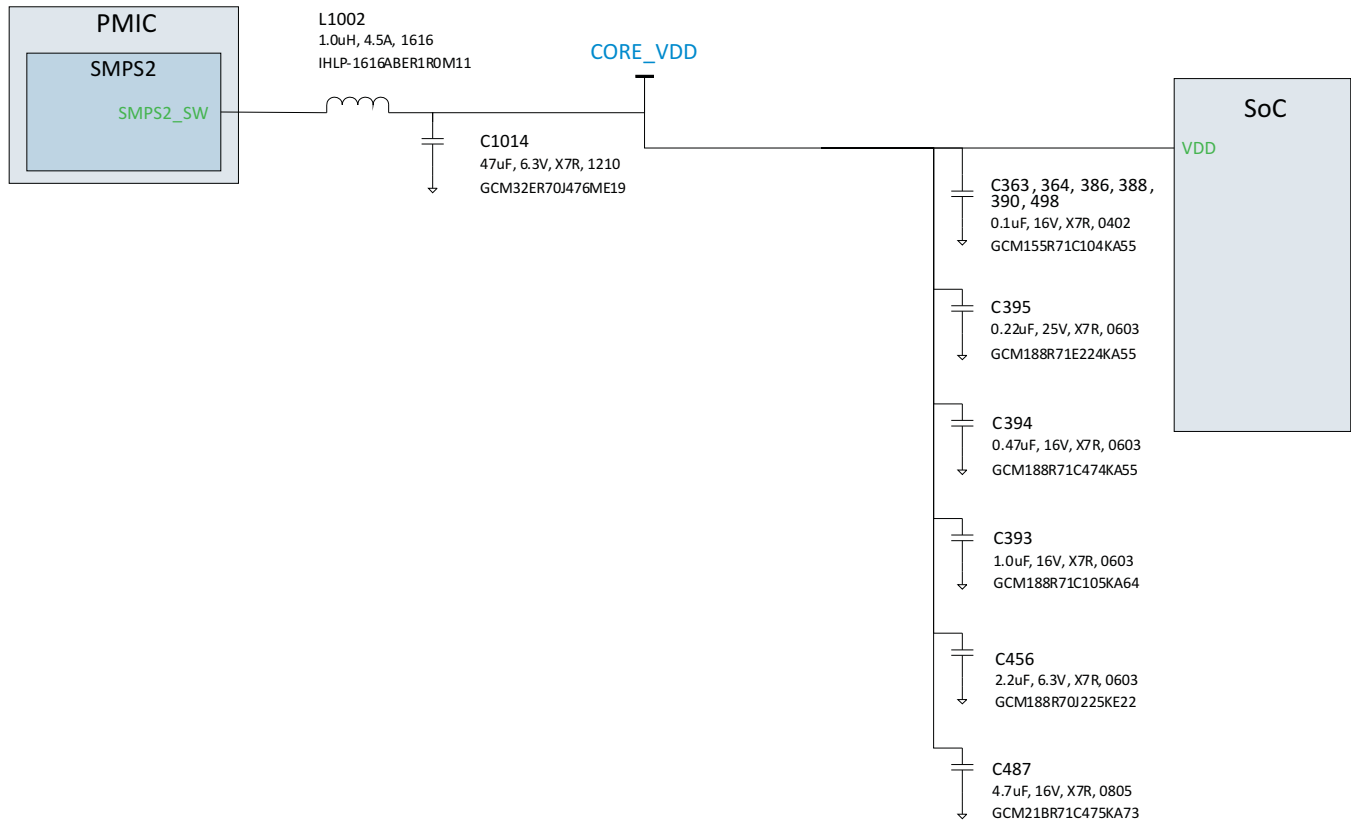 PMIC
SMPS2
SMPS2_SW
L1002
1.0uH, 4.5A, 1616
IHLP-1616ABER1R0M11
C1014
47uF, 6.3V, X7R, 1210
GCM32ER70J476ME19
CORE_VDD
SoC
VDD
C363, 364, 386, 388,
390, 498
0.1uF, 16V, X7R, 0402
GCM155R71C104KA55
C395
0.22uF, 25V, X7R, 0603
GCM188R71E224KA55
C394
0.47uF, 16V, X7R, 0603
GCM188R71C474KA55
C393
1.0uF, 16V, X7R, 0603
GCM188R71C105KA64
C456
2.2uF, 6.3V, X7R, 0603
GCM188R70J225KE22
C487
4.7uF, 16V, X7R, 0805
GCM21BR71C475KA73